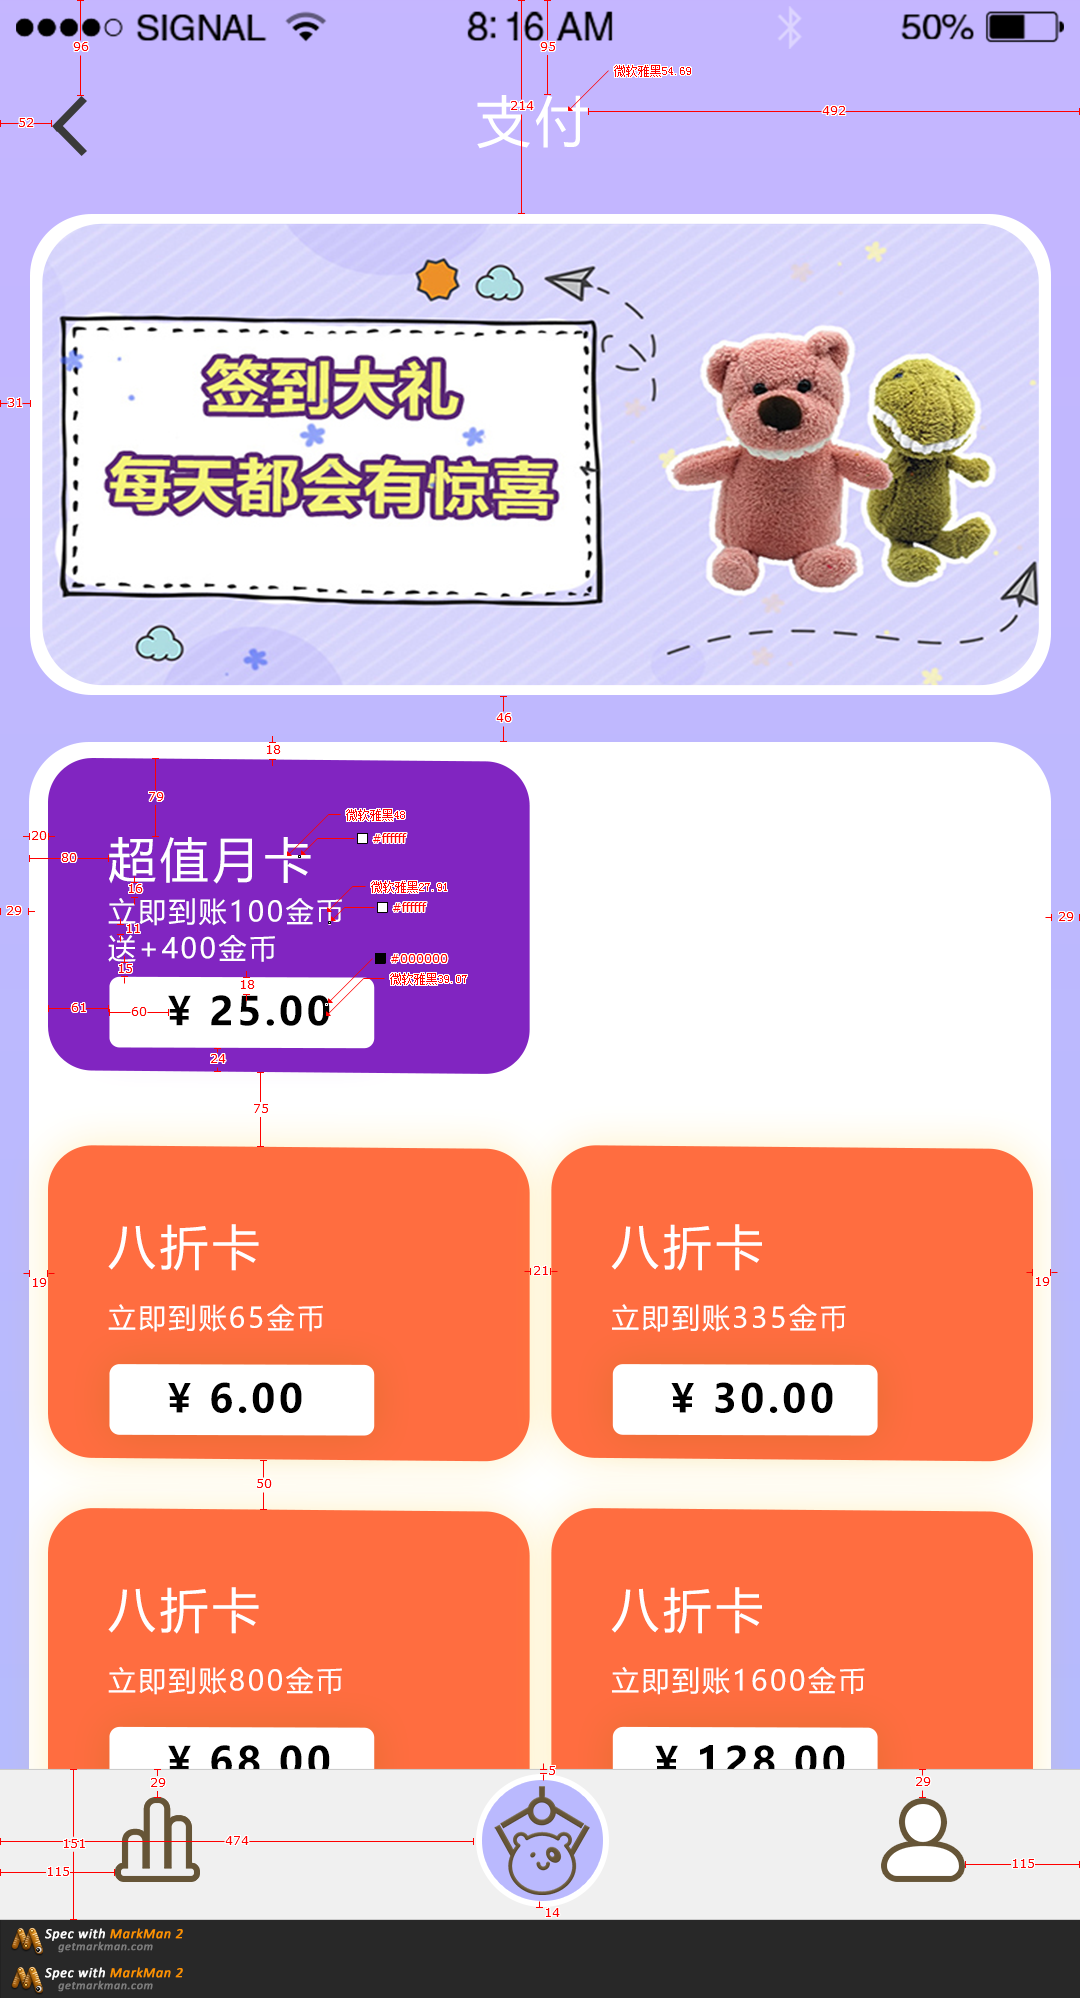 SIGNAL 8:16 AM 50%
96
95
微软雅黑54.69
214
492
52
支付
签到大礼
31
每天都会有惊喜
46
18
79
微软雅黑48
20
#ffffff
80
超值月卡
16
微软雅黑27.91
29
立即到账100金币
#ffffff
29
11
送+400金币
#000000
15
微软雅黑39.07
18
61
60
¥ 25.00
24
75
八折卡
八折卡
19
21
19
立即到账65金币
立即到账335金币
¥ 6.00
¥ 30.00
50
八折卡
八折卡
立即到账800金币
立即到账1600金币
¥ 68.00
¥ 128.00
5
29
29
151
474
115
115
14
Spec with MarkMan 2
getmarkman.com
Spec with MarkMan 2
getmarkman.com